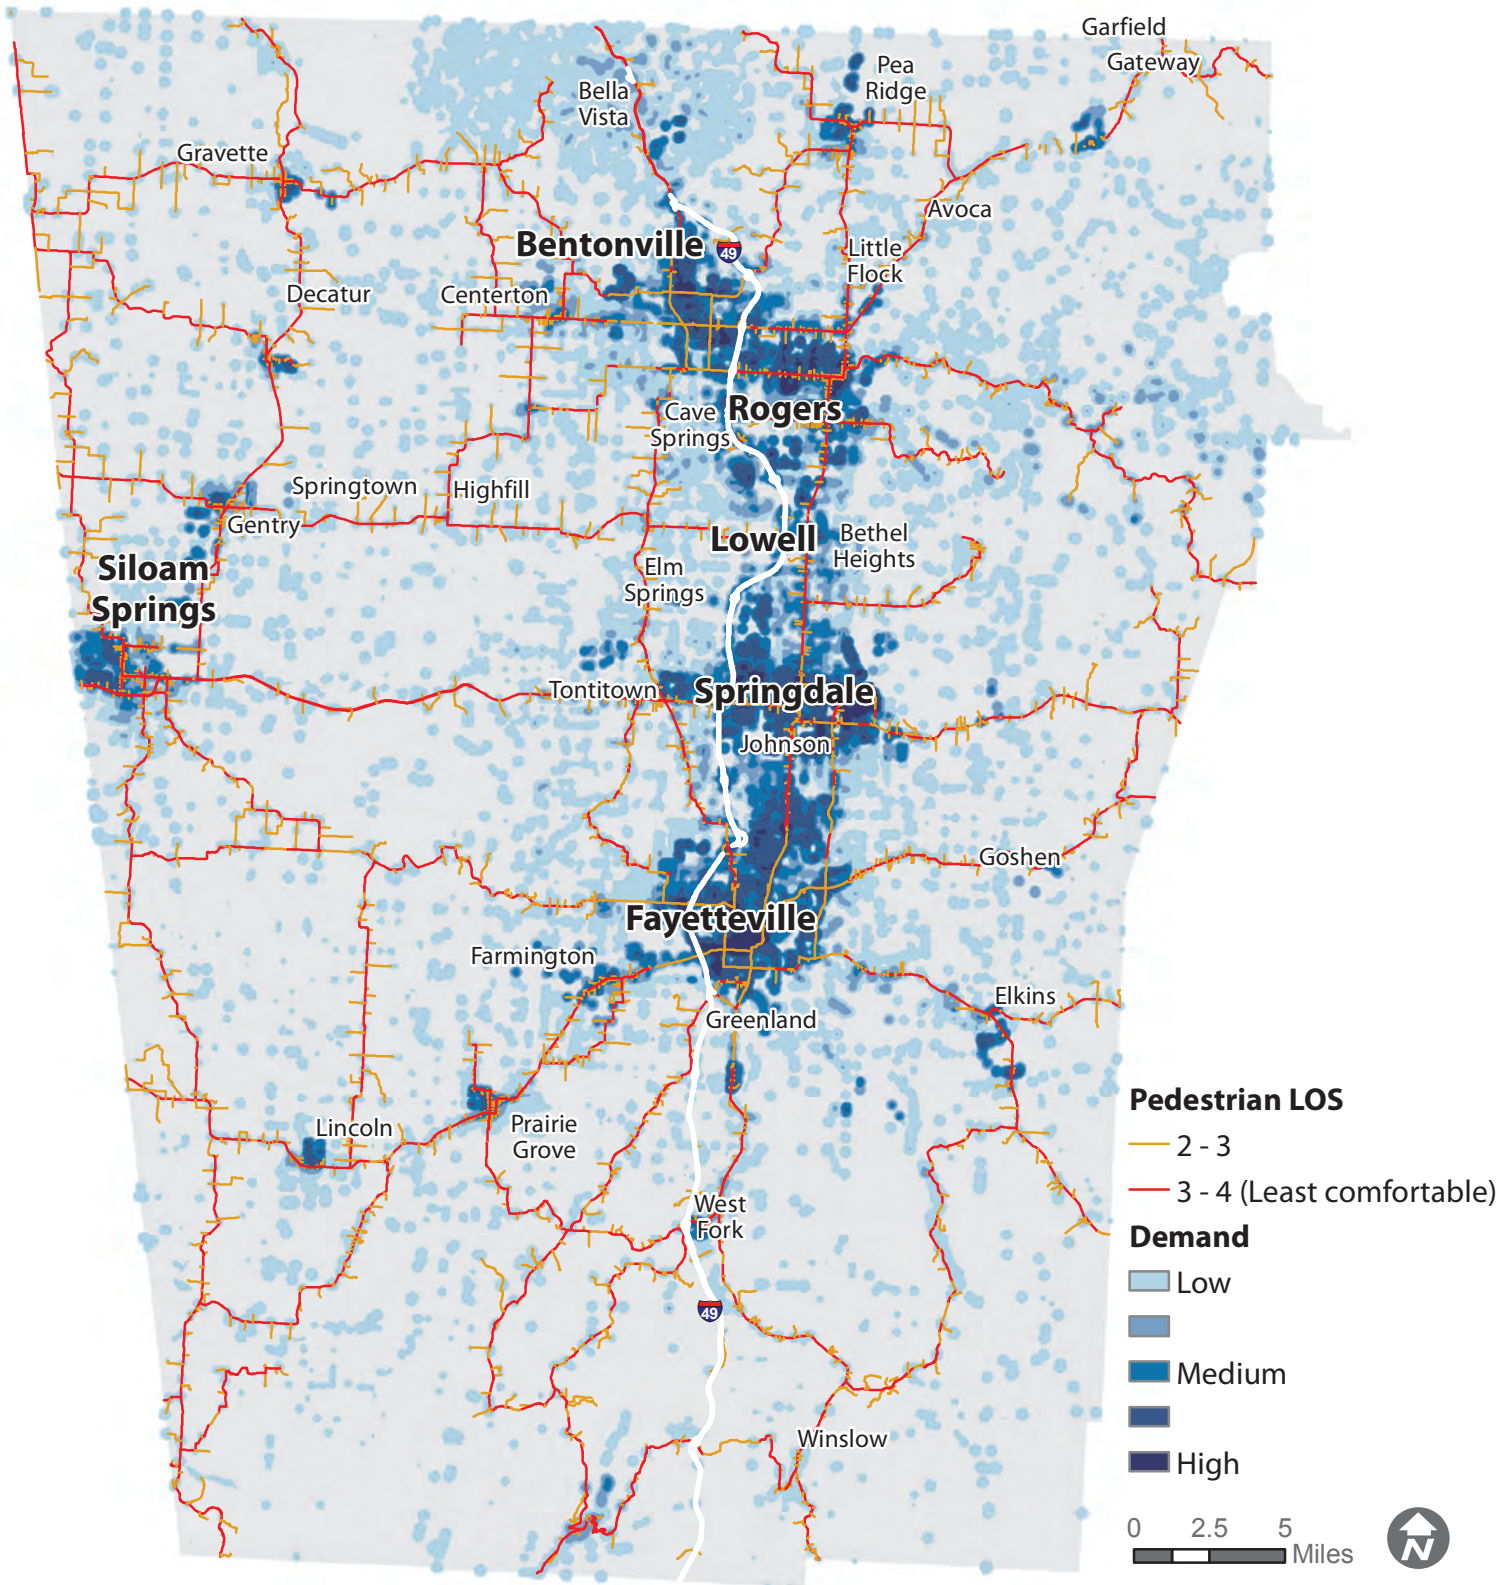 Garfield
Gateway
Pea
Ridge
Bella
Vista
Gravette
Avoca
Bentonville
49
Little
Flock
Decatur
Centerton
Cave
Springs
Rogers
Springtown
Highfill
Gentry
Lowell
Bethel
Heights
Siloam
Springs
Elm
Springs
Tontitown
Springdale
Johnson
Goshen
Fayetteville
Farmington
Elkins
Greenland
Lincoln
Prairie
Grove
West
Fork
49
Winslow
Pedestrian LOS
2 - 3
3 - 4 (Least comfortable)
Demand
Low
Medium
High
0 2.5 5
Miles
N